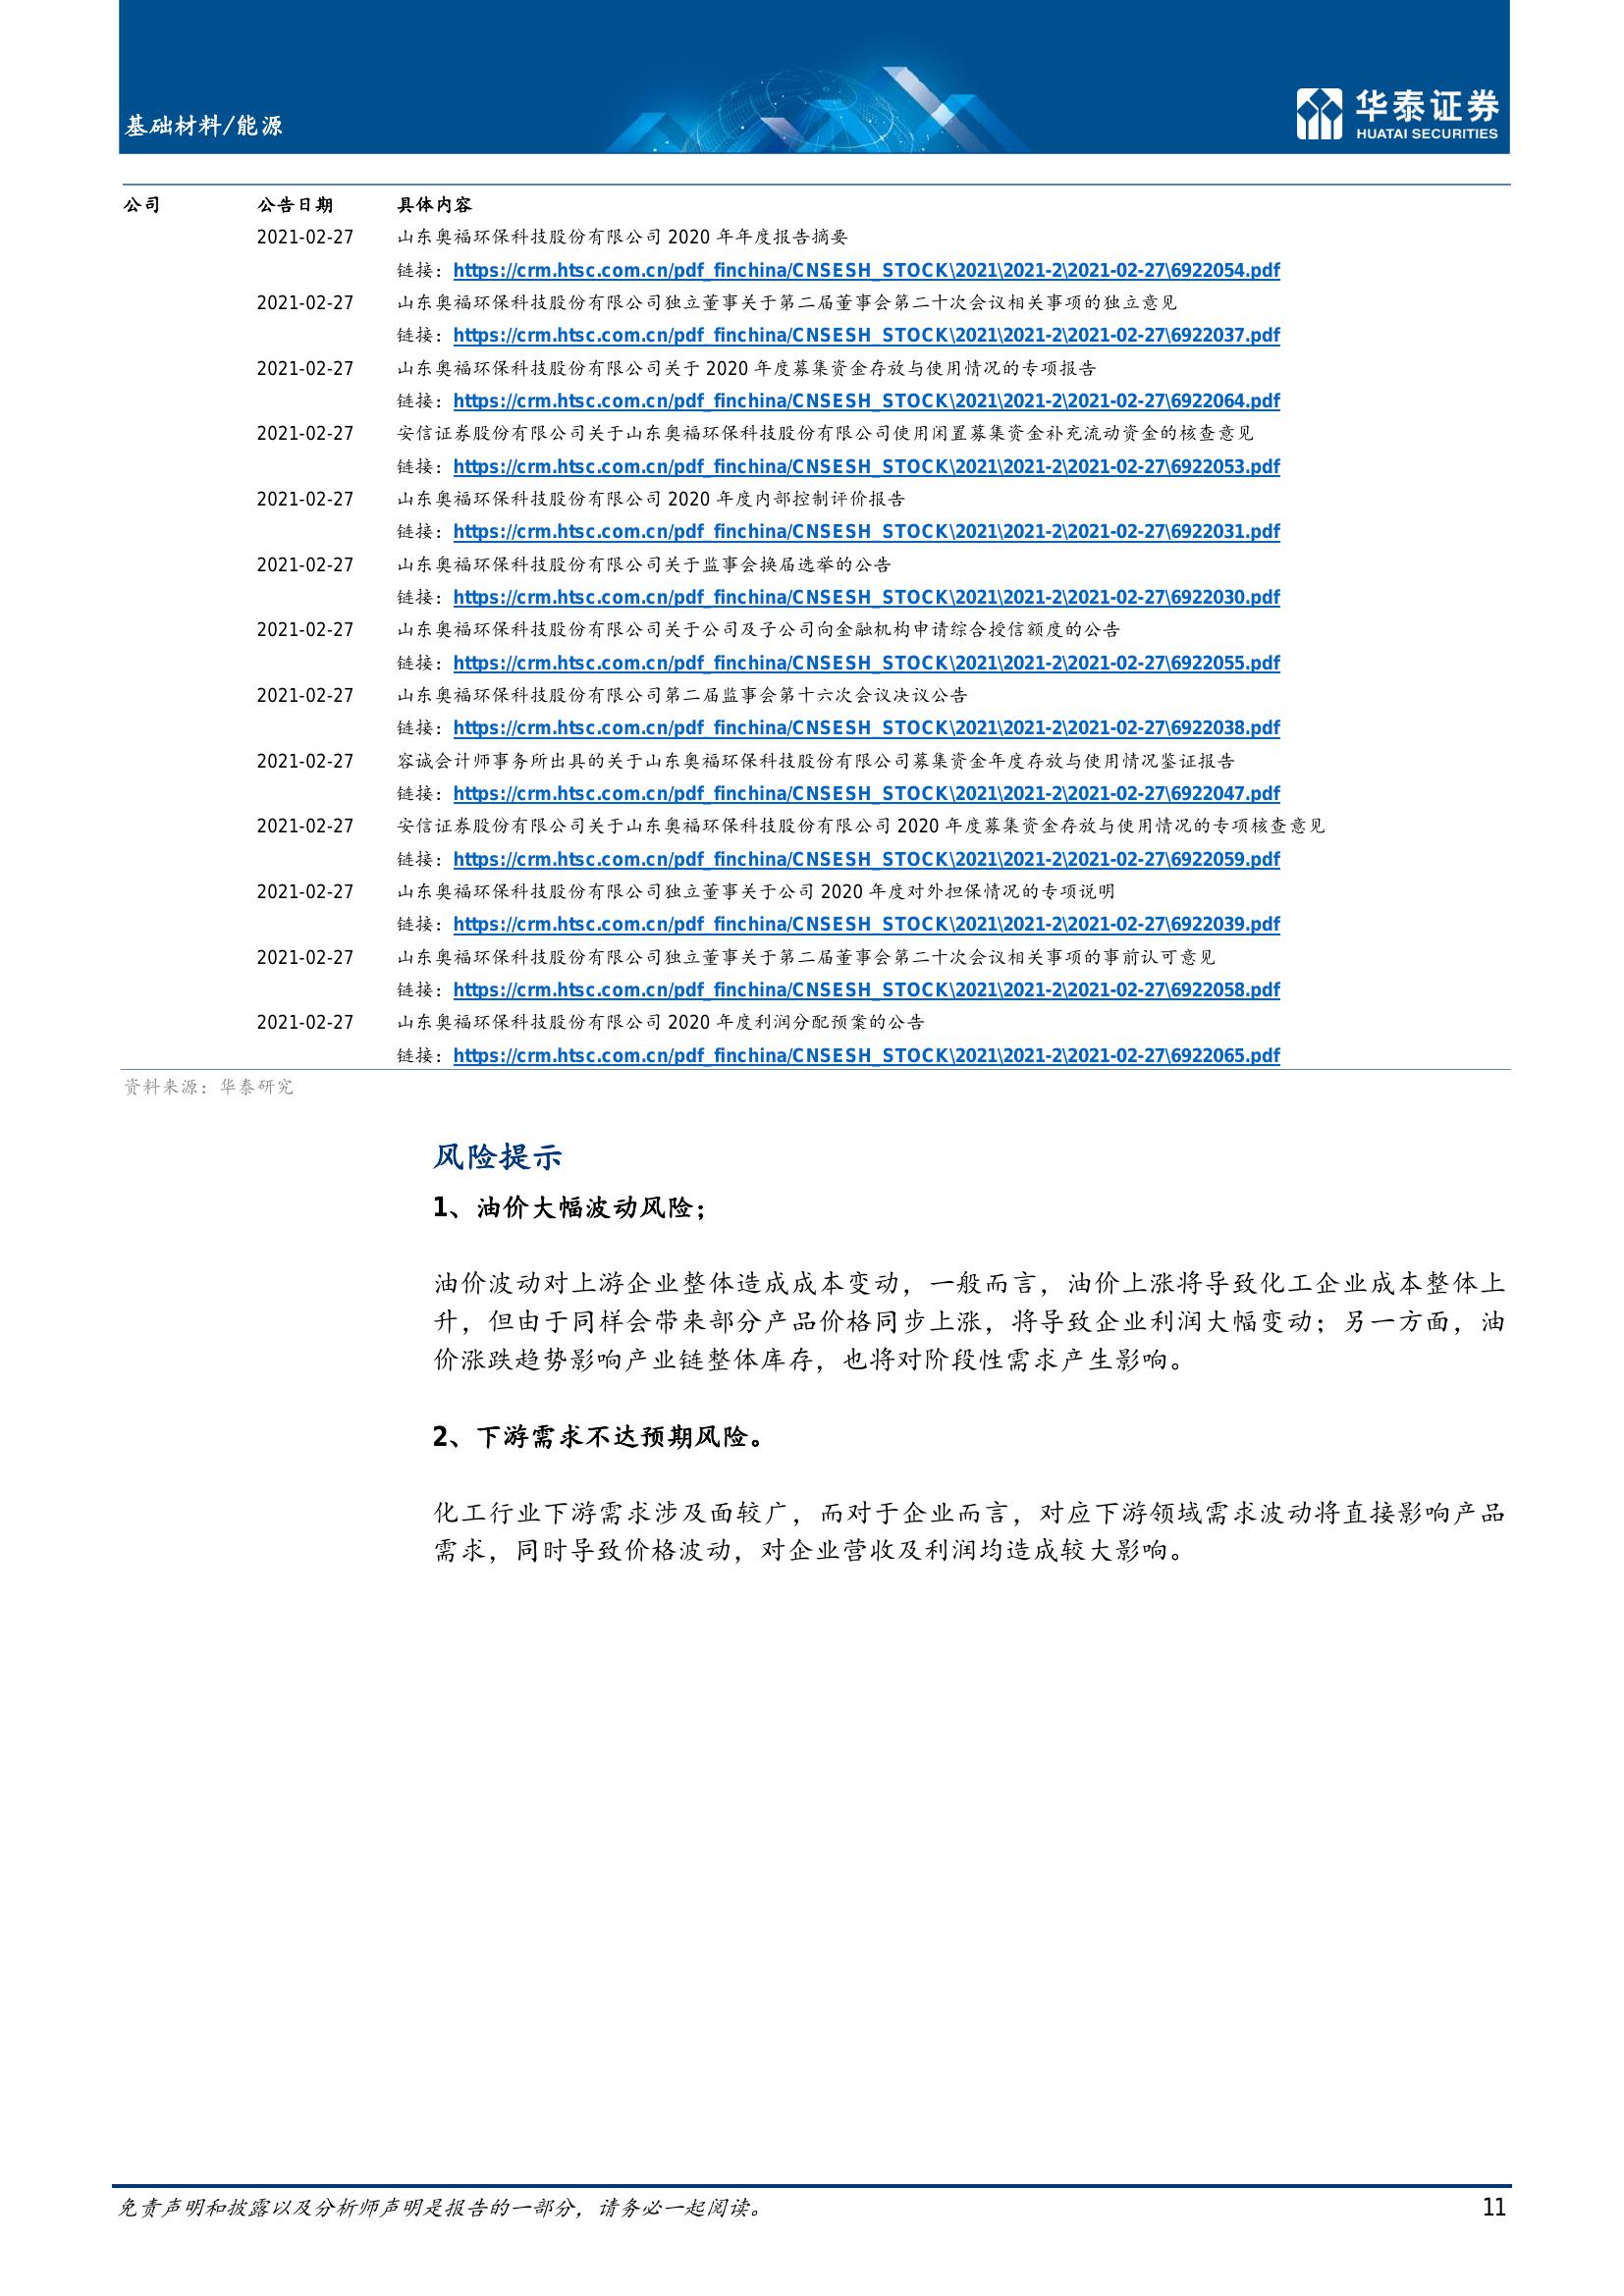 基础材料/能源
华泰证券
HUATAI SECURITIES
公司 公告日期 具体内容
2021-02-27 山东奥福环保科技股份有限公司 2020 年年度报告摘要
链接：https://crm.htsc.com.cn/pdf_finchina/CNSESH_STOCK\2021\2021-2\2021-02-27\6922054.pdf
2021-02-27 山东奥福环保科技股份有限公司独立董事关于第二届董事会第二十次会议相关事项的独立意见
链接：https://crm.htsc.com.cn/pdf_finchina/CNSESH_STOCK\2021\2021-2\2021-02-27\6922037.pdf
2021-02-27 山东奥福环保科技股份有限公司关于 2020 年度募集资金存放与使用情况的专项报告
链接：https://crm.htsc.com.cn/pdf_finchina/CNSESH_STOCK\2021\2021-2\2021-02-27\6922064.pdf
2021-02-27 安信证券股份有限公司关于山东奥福环保科技股份有限公司使用闲置募集资金补充流动资金的核查意见
链接：https://crm.htsc.com.cn/pdf_finchina/CNSESH_STOCK\2021\2021-2\2021-02-27\6922053.pdf
2021-02-27 山东奥福环保科技股份有限公司 2020 年度内部控制评价报告
链接：https://crm.htsc.com.cn/pdf_finchina/CNSESH_STOCK\2021\2021-2\2021-02-27\6922031.pdf
2021-02-27 山东奥福环保科技股份有限公司关于监事会换届选举的公告
链接：https://crm.htsc.com.cn/pdf_finchina/CNSESH_STOCK\2021\2021-2\2021-02-27\6922030.pdf
2021-02-27 山东奥福环保科技股份有限公司关于公司及子公司向金融机构申请综合授信额度的公告
链接：https://crm.htsc.com.cn/pdf_finchina/CNSESH_STOCK\2021\2021-2\2021-02-27\6922055.pdf
2021-02-27 山东奥福环保科技股份有限公司第二届监事会第十六次会议决议公告
链接：https://crm.htsc.com.cn/pdf_finchina/CNSESH_STOCK\2021\2021-2\2021-02-27\6922038.pdf
2021-02-27 容诚会计师事务所出具的关于山东奥福环保科技股份有限公司募集资金年度存放与使用情况鉴证报告
链接：https://crm.htsc.com.cn/pdf_finchina/CNSESH_STOCK\2021\2021-2\2021-02-27\6922047.pdf
2021-02-27 安信证券股份有限公司关于山东奥福环保科技股份有限公司 2020 年度募集资金存放与使用情况的专项核查意见
链接：https://crm.htsc.com.cn/pdf_finchina/CNSESH_STOCK\2021\2021-2\2021-02-27\6922059.pdf
2021-02-27 山东奥福环保科技股份有限公司独立董事关于公司 2020 年度对外担保情况的专项说明
链接：https://crm.htsc.com.cn/pdf_finchina/CNSESH_STOCK\2021\2021-2\2021-02-27\6922039.pdf
2021-02-27 山东奥福环保科技股份有限公司独立董事关于第二届董事会第二十次会议相关事项的事前认可意见
链接：https://crm.htsc.com.cn/pdf_finchina/CNSESH_STOCK\2021\2021-2\2021-02-27\6922058.pdf
2021-02-27 山东奥福环保科技股份有限公司 2020 年度利润分配预案的公告
链接：https://crm.htsc.com.cn/pdf_finchina/CNSESH_STOCK\2021\2021-2\2021-02-27\6922065.pdf
资料来源：华泰研究
风险提示
1、油价大幅波动风险；
油价波动对上游企业整体造成成本变动，一般而言，油价上涨将导致化工企业成本整体上
升，但由于同样会带来部分产品价格同步上涨，将导致企业利润大幅变动；另一方面，油
价涨跌趋势影响产业链整体库存，也将对阶段性需求产生影响。
2、下游需求不达预期风险。
化工行业下游需求涉及面较广，而对于企业而言，对应下游领域需求波动将直接影响产品
需求，同时导致价格波动，对企业营收及利润均造成较大影响。
免责声明和披露以及分析师声明是报告的一部分，请务必一起阅读。 11